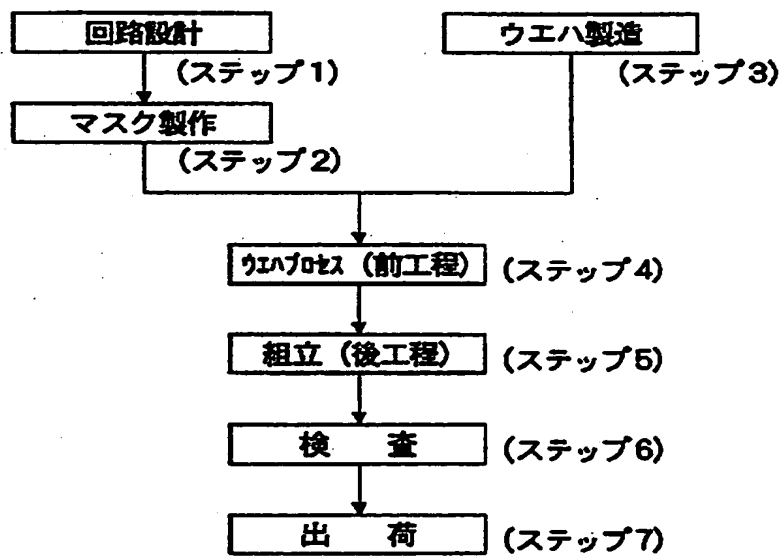 回路設計
(ステップ1)
マスク製作
(ステップ2)
ウエハ製造
(ステップ3)
ウエハプロセス(前工程)
(ステップ4)
組立(後工程)
(ステップ5)
検 査
(ステップ6)
出 荷
(ステップ7)